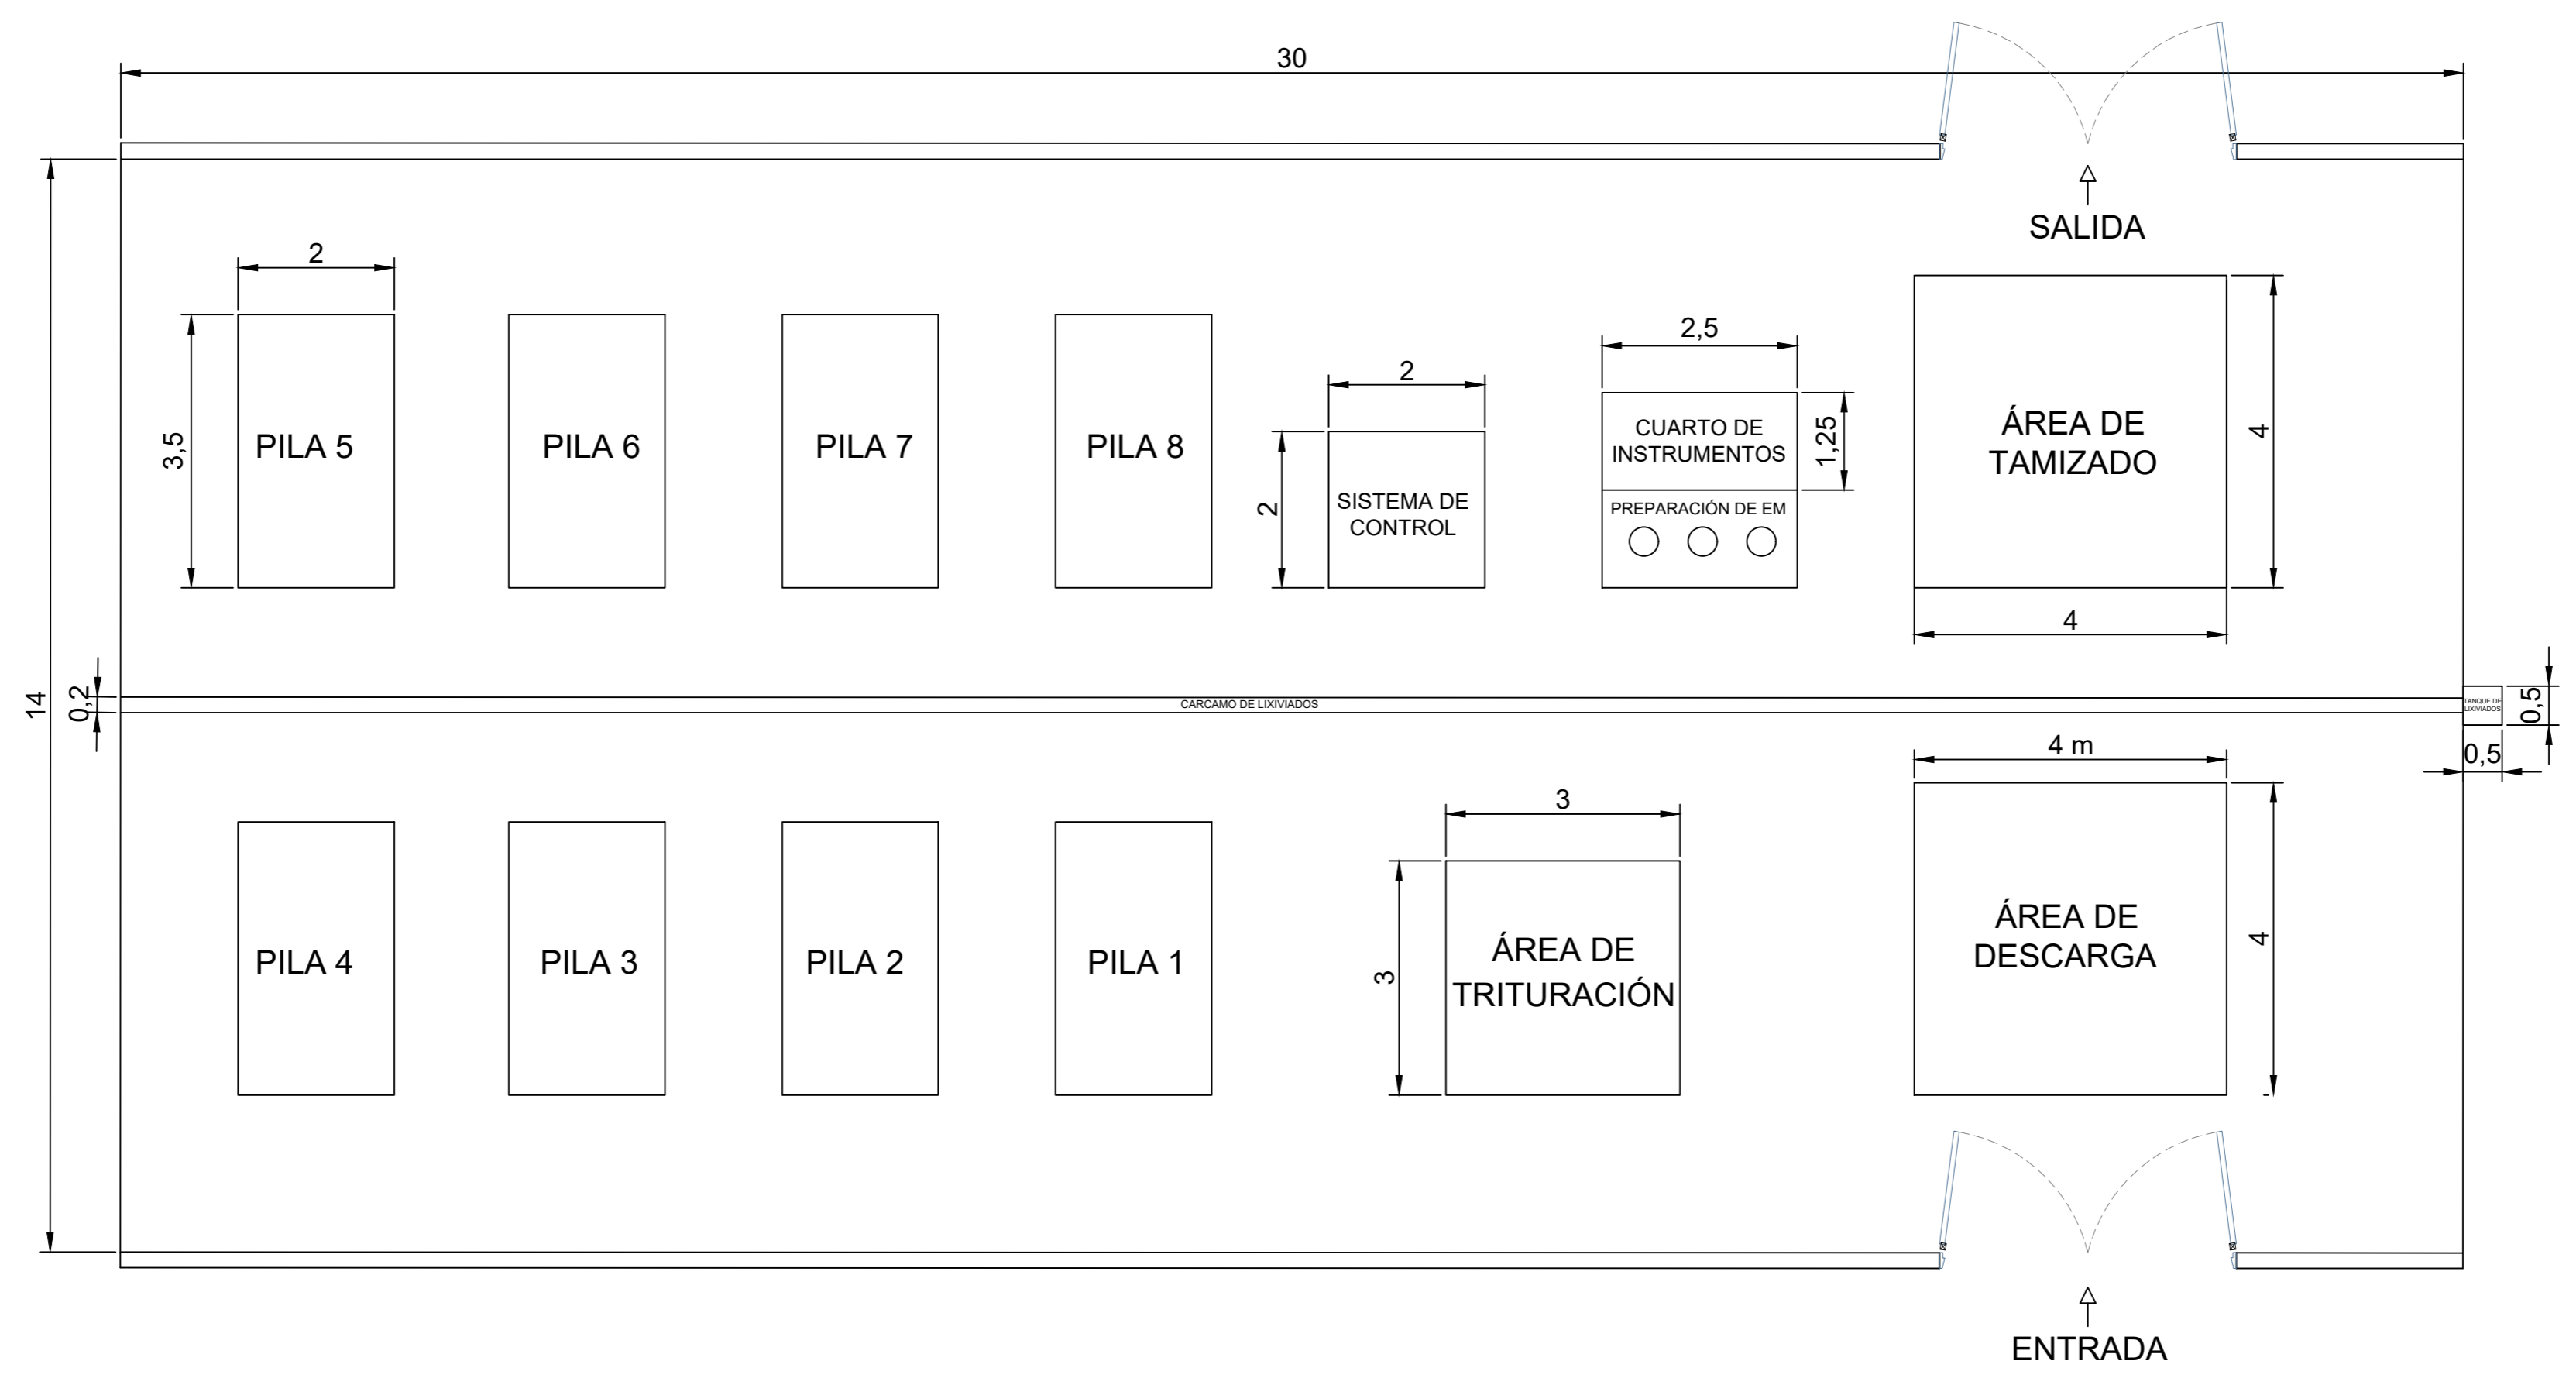 30
SALIDA
2
2,5
2
3,5
PILA 5
PILA 6
PILA 7
PILA 8
2
SISTEMA DE
CONTROL
CUARTO DE
INSTRUMENTOS
1,25
PREPARACIÓN DE EM
ÁREA DE
TAMIZADO
4
4
14
0,2
CARCAMO DE LIXIVIADOS
TANQUE DE
LIXIVIADOS
0,5
0,5
4 m
3
PILA 4
PILA 3
PILA 2
PILA 1
3
ÁREA DE
TRITURACIÓN
ÁREA DE
DESCARGA
4
ENTRADA